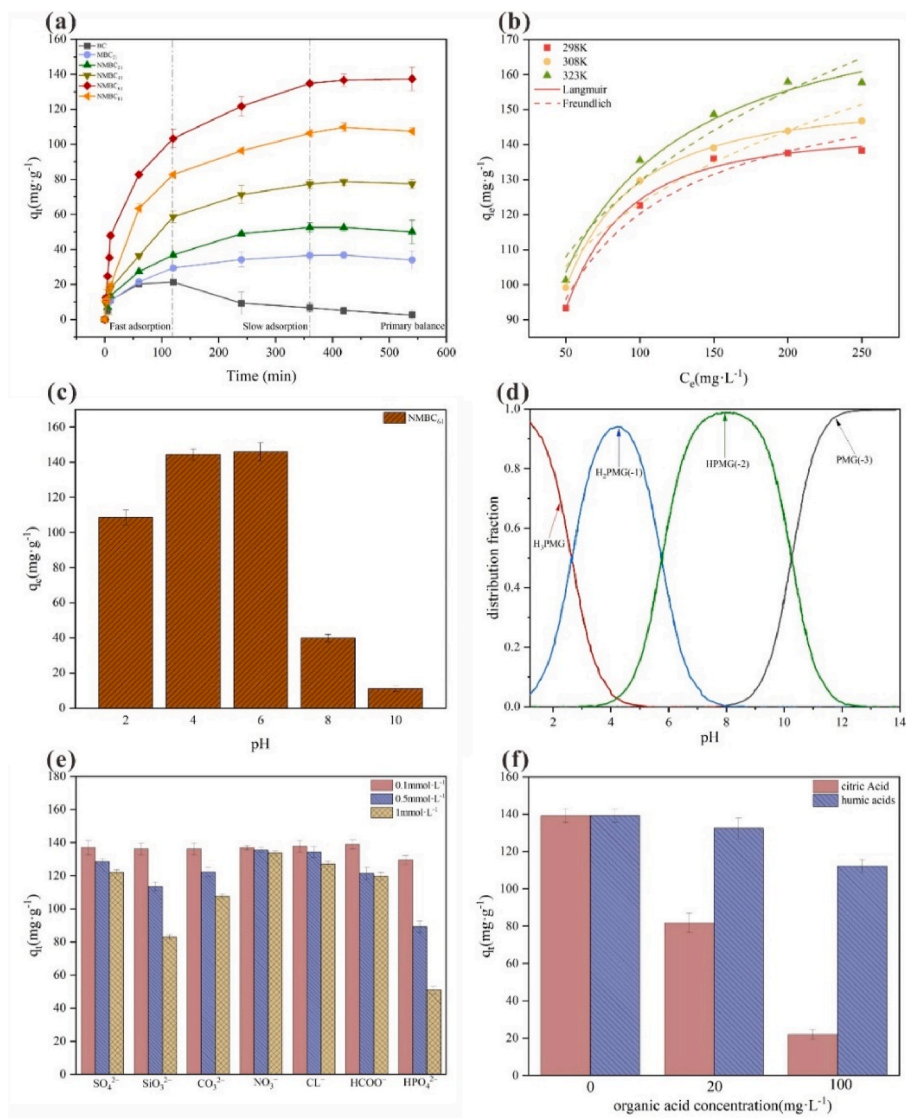 (a)
160
140
120
100
80
60
40
20
0
qₜ(mg·g⁻¹)
BC
NMBC₆₁
Fast adsorption
Slow adsorption
Primary balance
0 100 200 300 400 500 600
Time (min)
(b)
170
160
150
140
130
120
110
100
90
qₑ(mg·g⁻¹)
298K
308K
323K
Langmuir
Freundlich
50 100 150 200 250
Cₑ(mg·L⁻¹)
(c)
160
140
120
100
80
60
40
20
0
qₑ(mg·g⁻¹)
NMBC₆₁
2 4 6 8 10
pH
(d)
1.0
0.8
0.6
0.4
0.2
0.0
distribution fraction
H₃PMG
H₂PMG(-1)
HPMG(-2)
PMG(-3)
2 4 6 8 10 12 14
pH
(e)
180
160
140
120
100
80
60
40
20
0
qₜ(mg·g⁻¹)
0.1mmol·L⁻¹
0.5mmol·L⁻¹
1mmol·L⁻¹
SO₄²⁻ SiO₃²⁻ CO₃²⁻ NO₃⁻ CL⁻ HCOO⁻ HPO₄²⁻
(f)
160
140
120
100
80
60
40
20
0
qₜ(mg·g⁻¹)
citric Acid
humic acids
0 20 100
organic acid concentration(mg·L⁻¹)